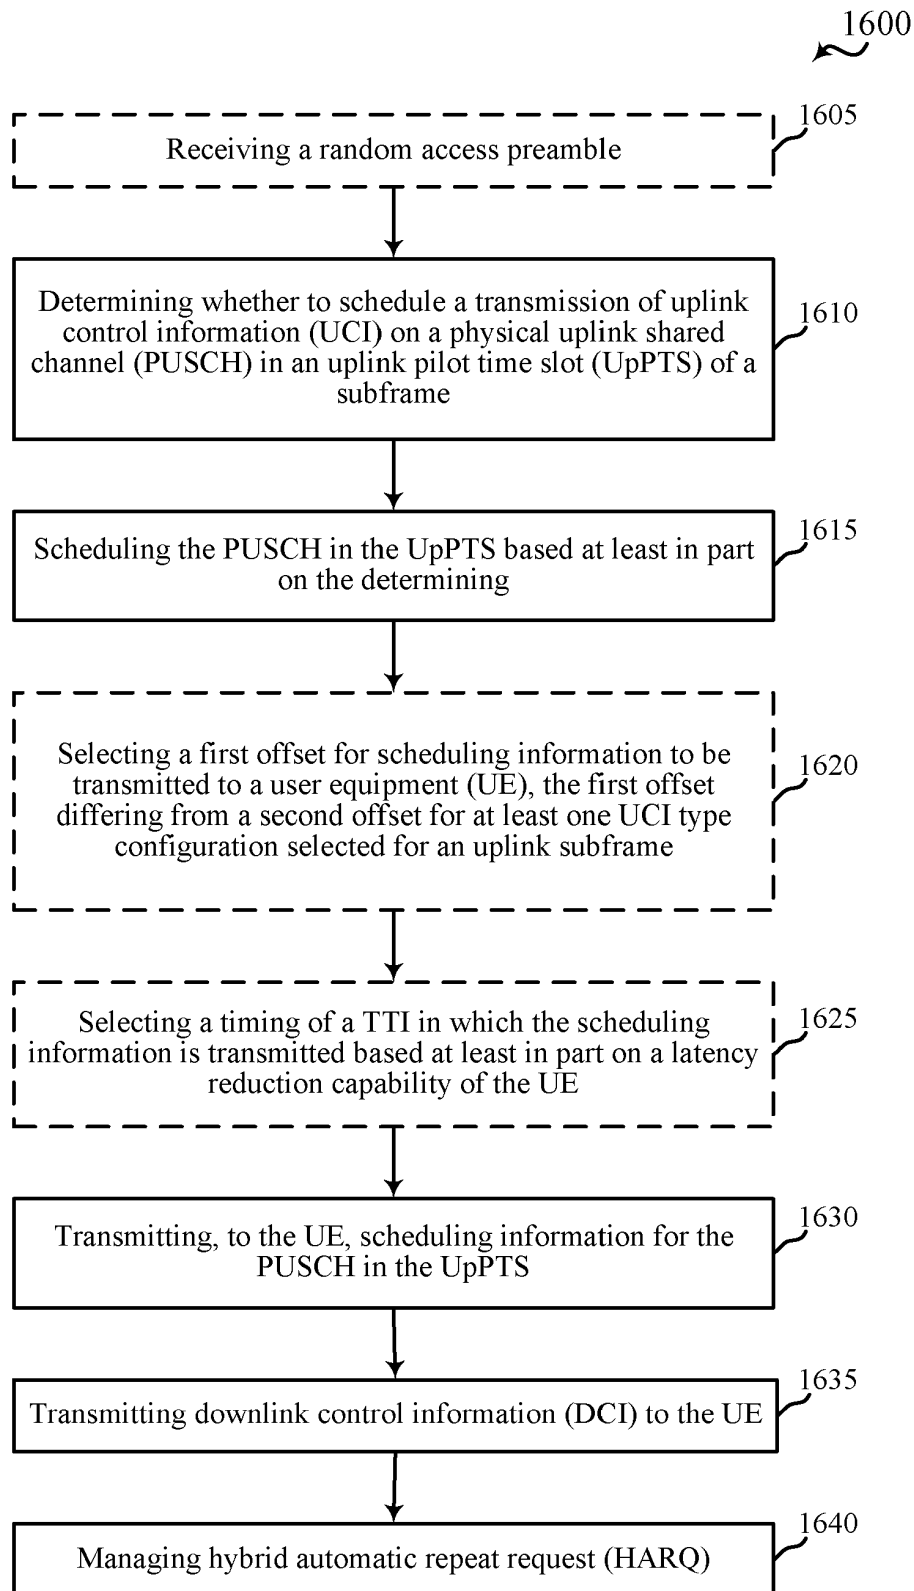 1600
1605
Receiving a random access preamble
1610
Determining whether to schedule a transmission of uplink
control information (UCI) on a physical uplink shared
channel (PUSCH) in an uplink pilot time slot (UpPTS) of a
subframe
1615
Scheduling the PUSCH in the UpPTS based at least in part
on the determining
1620
Selecting a first offset for scheduling information to be
transmitted to a user equipment (UE), the first offset
differing from a second offset for at least one UCI type
configuration selected for an uplink subframe
1625
Selecting a timing of a TTI in which the scheduling
information is transmitted based at least in part on a latency
reduction capability of the UE
1630
Transmitting, to the UE, scheduling information for the
PUSCH in the UpPTS
1635
Transmitting downlink control information (DCI) to the UE
1640
Managing hybrid automatic repeat request (HARQ)